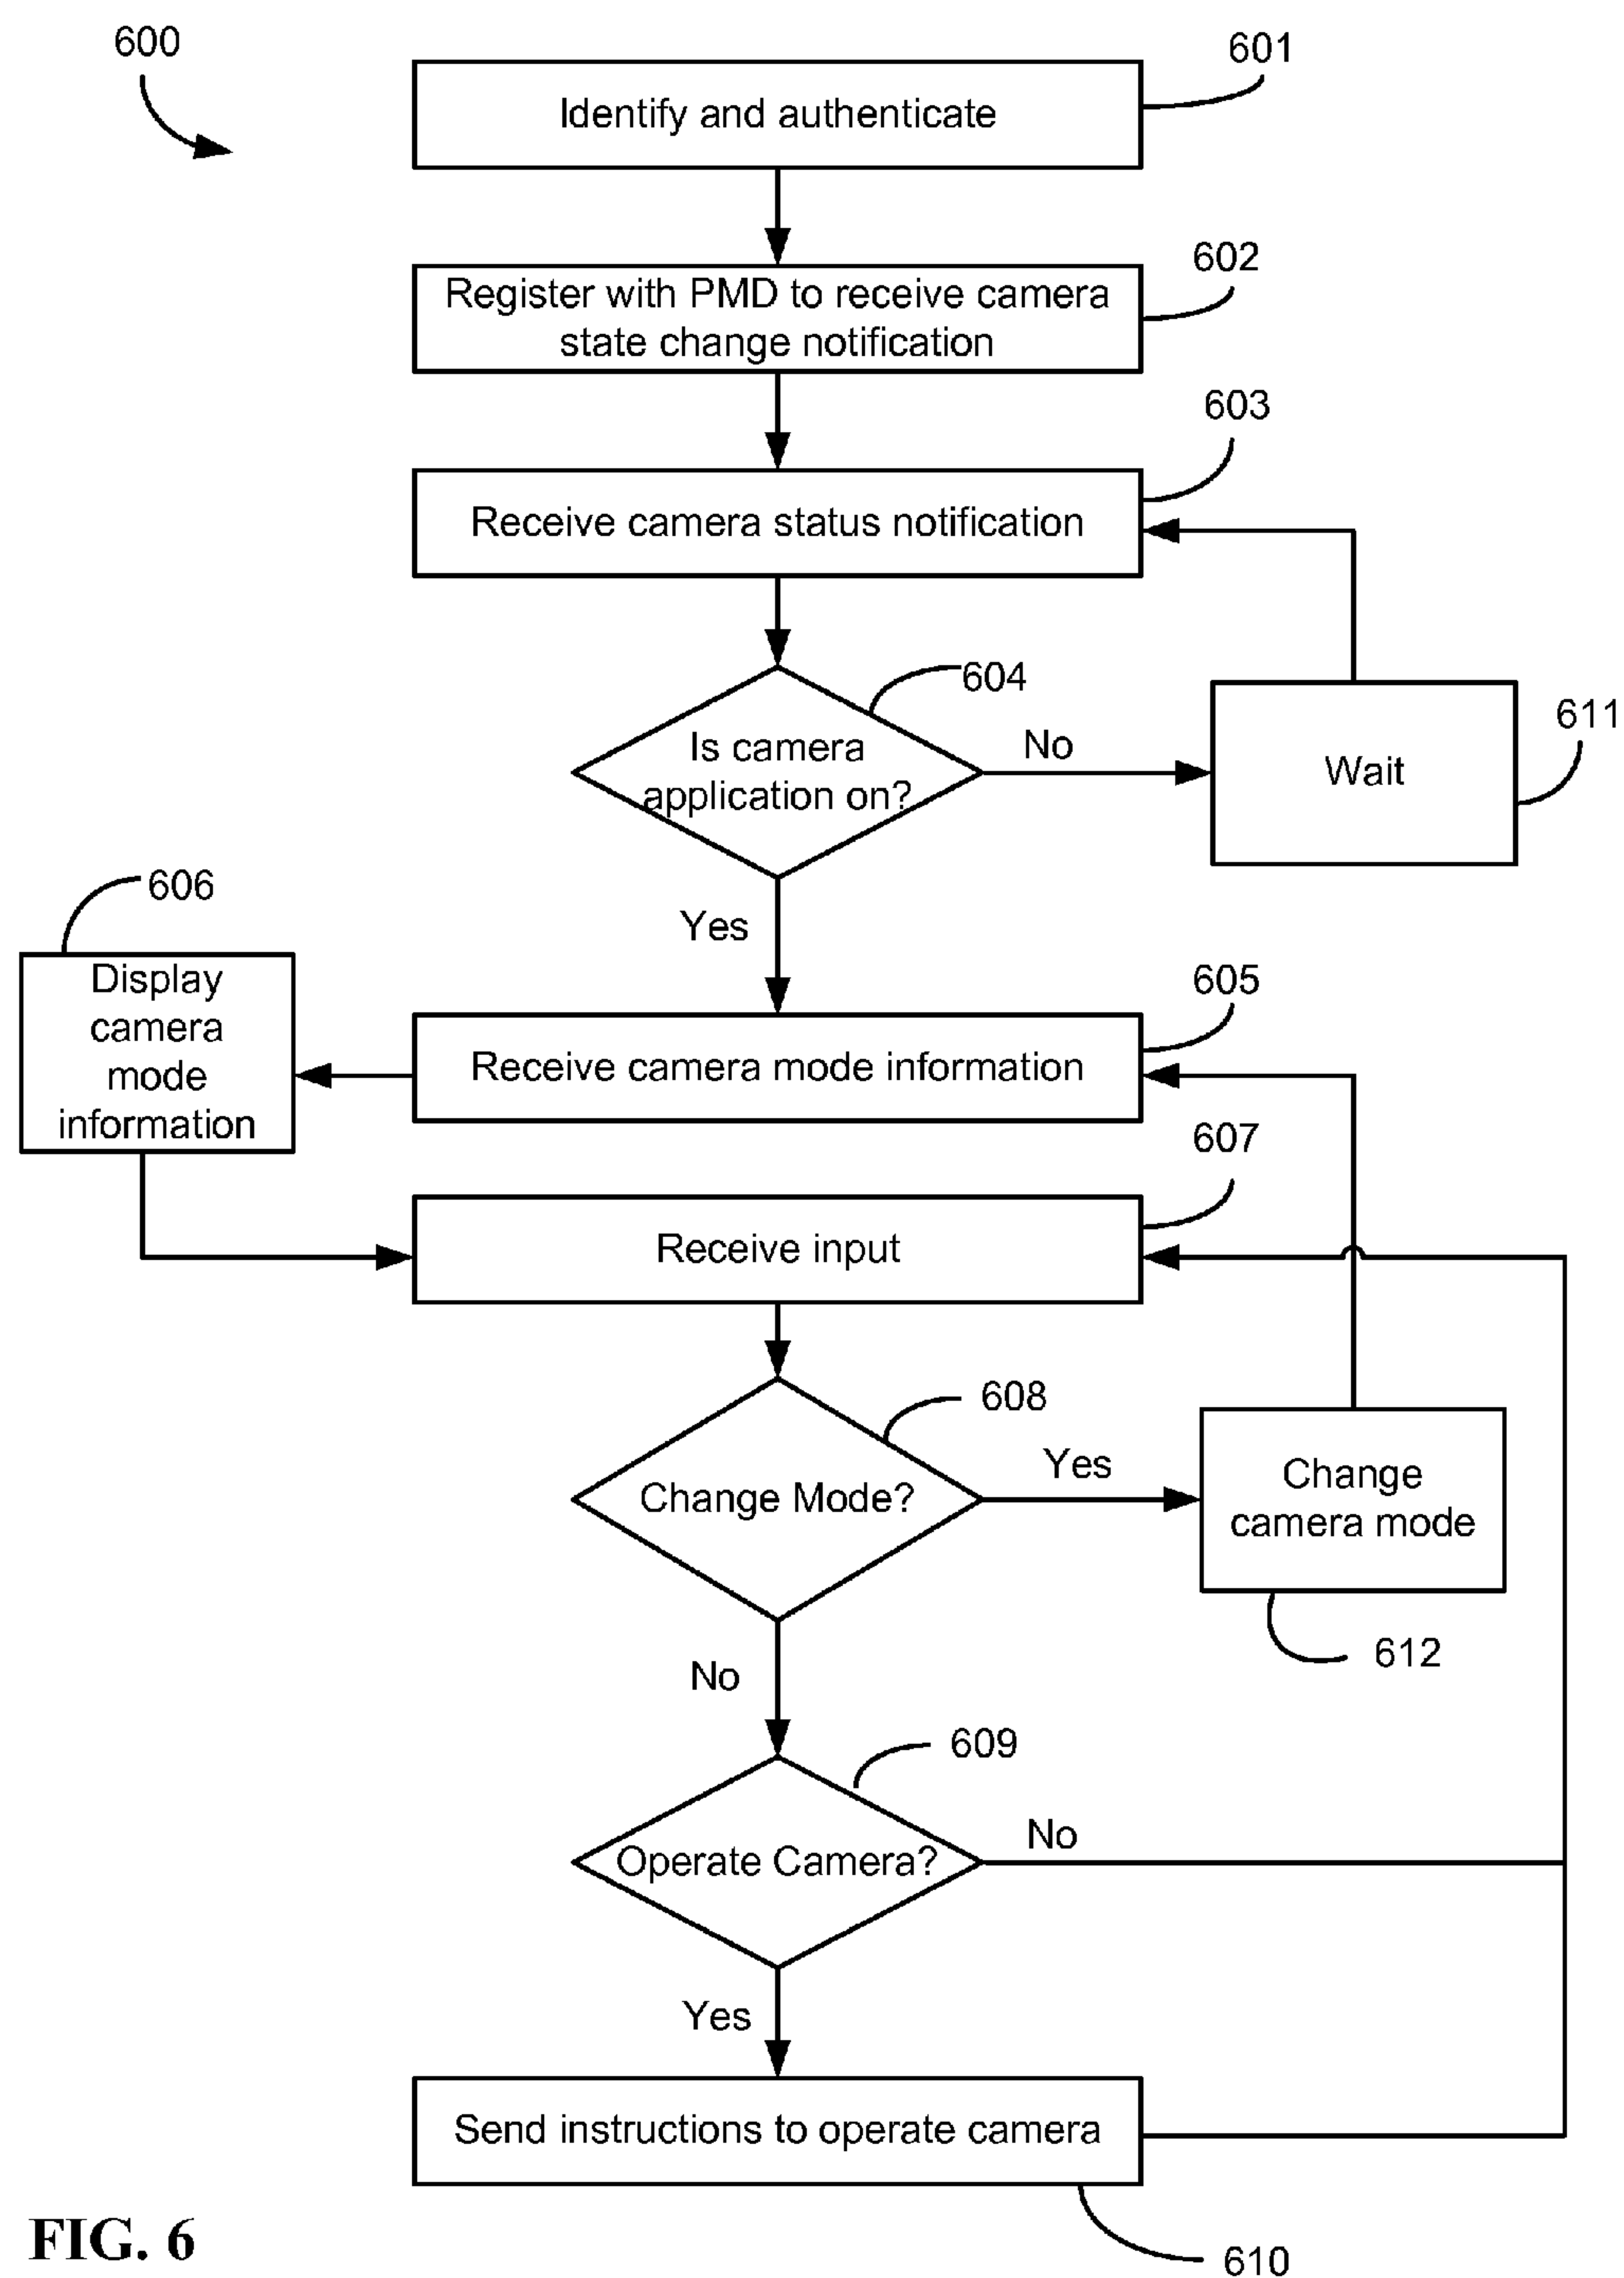 600
601
Identify and authenticate
602
Register with PMD to receive camera
state change notification
603
Receive camera status notification
604
Is camera
application on?
No
611
Wait
Yes
606
Display
camera
mode
information
605
Receive camera mode information
607
Receive input
608
Change Mode?
Yes
Change
camera mode
612
No
609
Operate Camera?
No
Yes
Send instructions to operate camera
610
FIG. 6